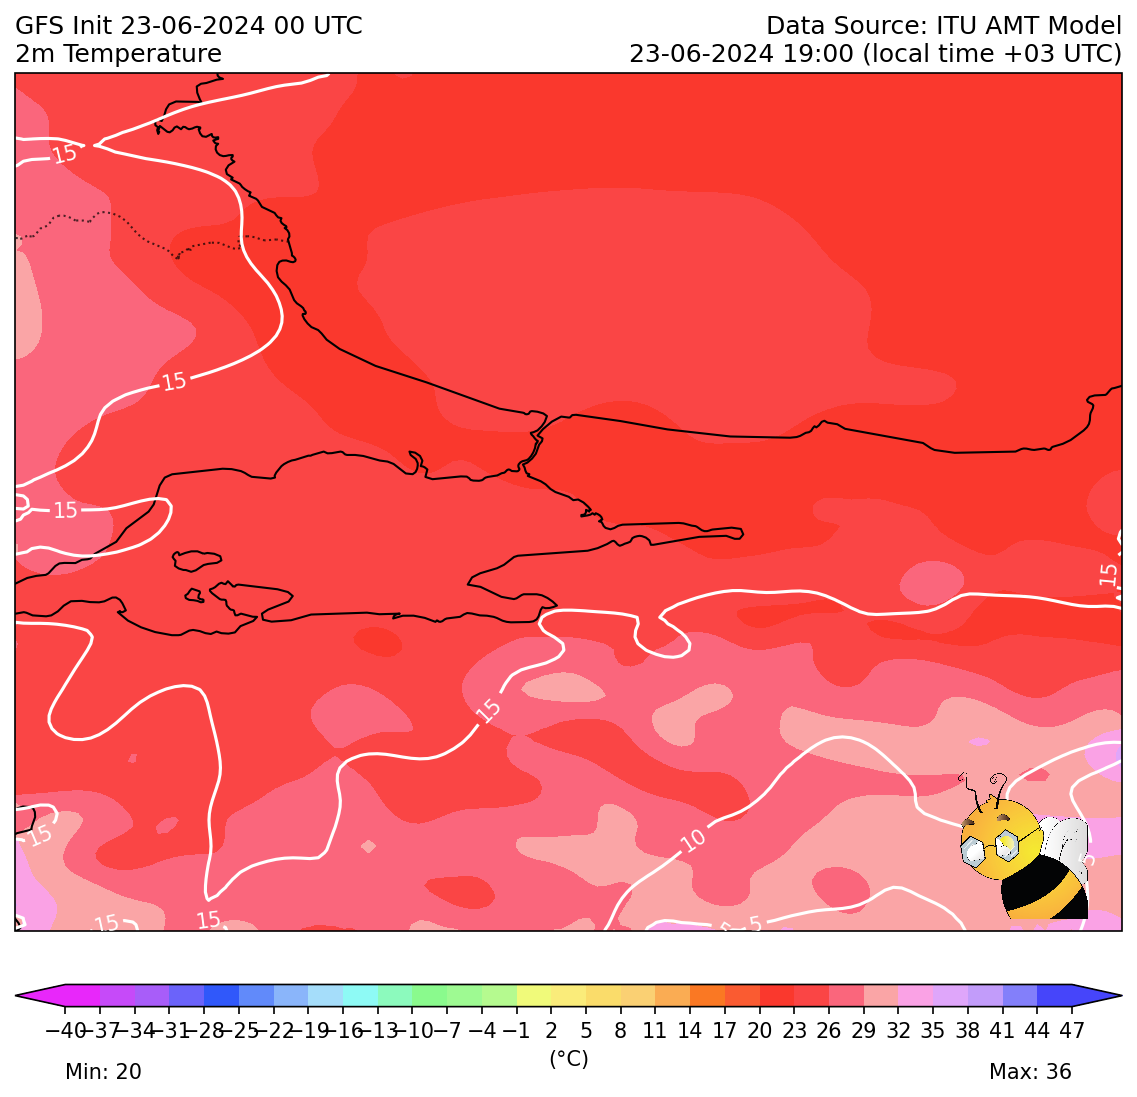 GFS Init 23-06-2024 00 UTC
Data Source: ITU AMT Model
2m Temperature
23-06-2024 19:00 (local time +03 UTC)
15
15
15
15
15
15
10
5
15
15
5
5
−40 −37 −34 −31 −28 −25 −22 −19 −16 −13 −10 −7 −4 −1 2 5 8 11 14 17 20 23 26 29 32 35 38 41 44 47
(°C)
Min: 20
Max: 36